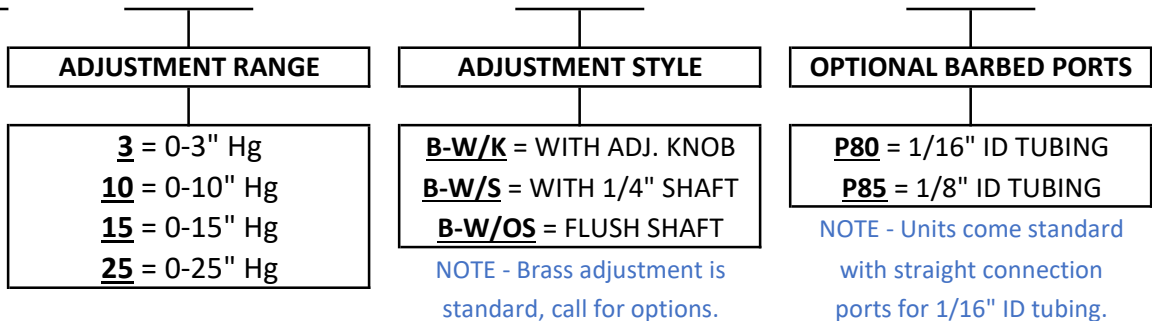 ADJUSTMENT RANGE
3 = 0-3" Hg
10 = 0-10" Hg
15 = 0-15" Hg
25 = 0-25" Hg
ADJUSTMENT STYLE
B-W/K = WITH ADJ. KNOB
B-W/S = WITH 1/4" SHAFT
B-W/OS = FLUSH SHAFT
NOTE - Brass adjustment is
standard, call for options.
OPTIONAL BARBED PORTS
P80 = 1/16" ID TUBING
P85 = 1/8" ID TUBING
NOTE - Units come standard
with straight connection
ports for 1/16" ID tubing.